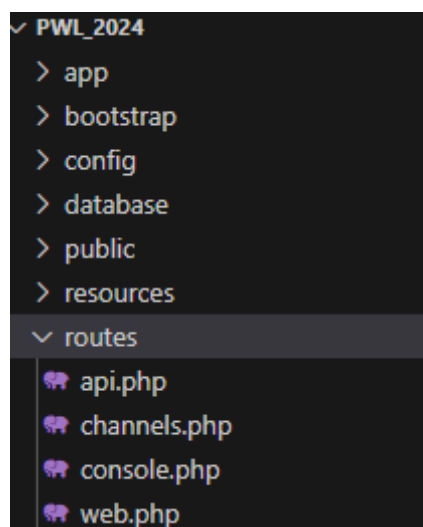 PWL_2024
app
bootstrap
config
database
public
resources
routes
api.php
channels.php
console.php
web.php